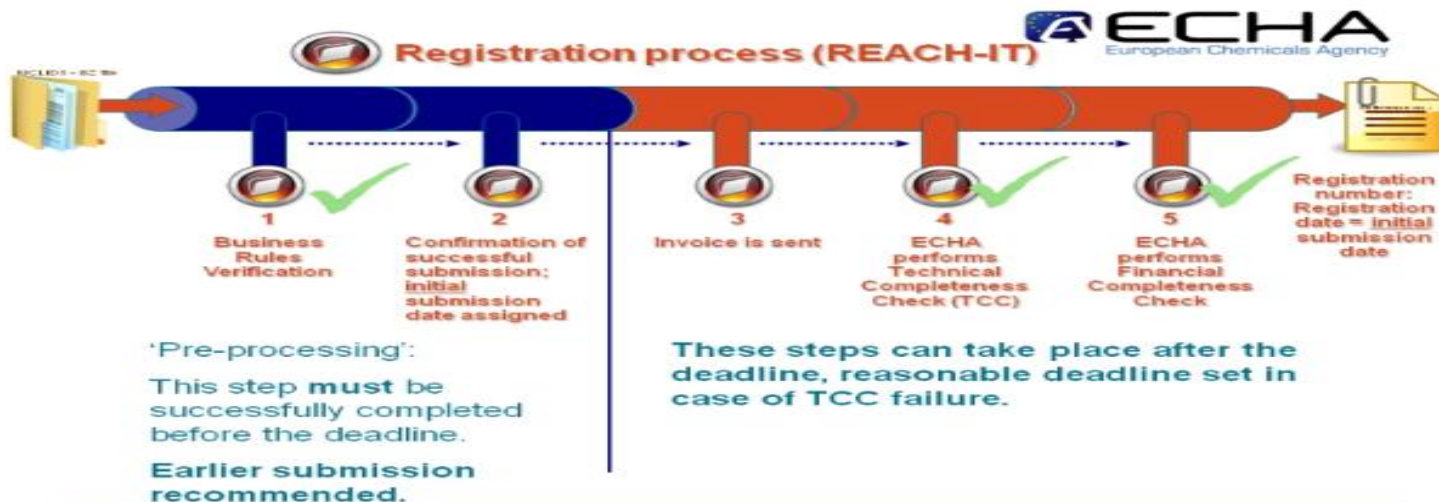 ECHA
European Chemicals Agency
Registration process (REACH-IT)
1
Business
Rules
Verification
2
Confirmation of
successful
submission;
initial
submission
date assigned
3
Invoice is sent
4
ECHA
performs
Technical
Completeness
Check (TCC)
5
ECHA
performs
Financial
Completeness
Check
Registration
number:
Registration
date = initial
submission
date
‘Pre-processing’:
This step must be
successfully completed
before the deadline.
Earlier submission
recommended.
These steps can take place after the
deadline, reasonable deadline set in
case of TCC failure.